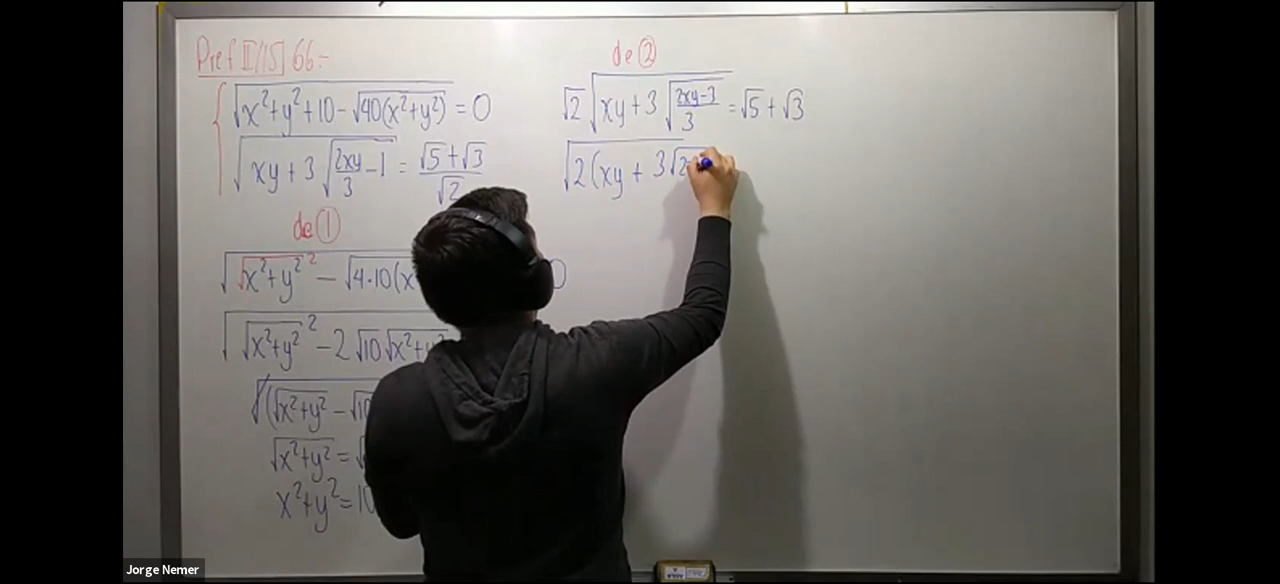 Pref II/15] 66:-
√(x²+y²+10-√(40(x²+y²))) = 0
√(xy+3√(2xy/3-1)) = (√5+√3)/√2
de ①
√(√(x²+y²)² - √(4·10(x
√(√(x²+y²)² - 2√10√(x²+y²
√((√(x²+y²) - √10
√(x²+y²) = √
x²+y² = 10
de ②
√2 √(xy+3√((2xy-3)/3)) = √5+√3
√(2(xy+3√2
Jorge Nemer